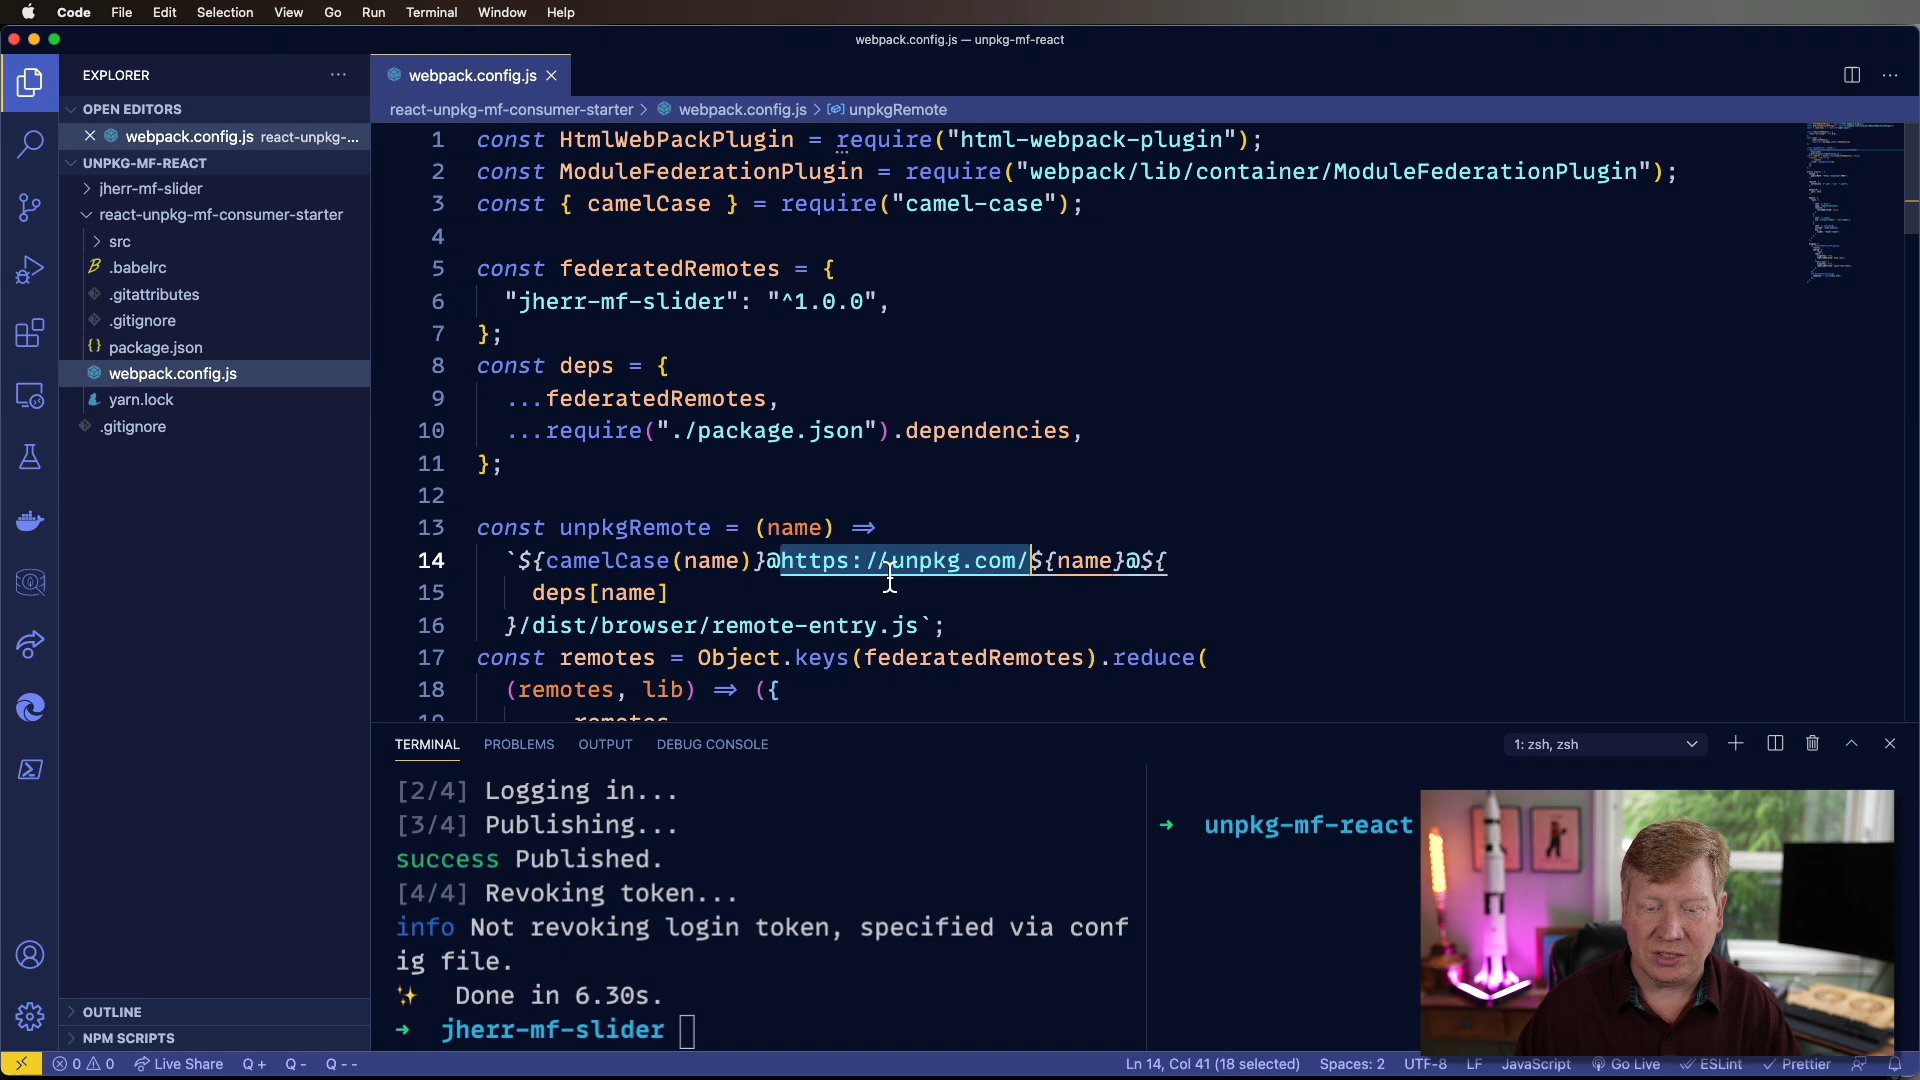 Code File Edit Selection View Go Run Terminal Window Help
webpack.config.js — unpkg-mf-react
EXPLORER
OPEN EDITORS
webpack.config.js react-unpkg-...
UNPKG-MF-REACT
jherr-mf-slider
react-unpkg-mf-consumer-starter
src
.babelrc
.gitattributes
.gitignore
package.json
webpack.config.js
yarn.lock
.gitignore
OUTLINE
NPM SCRIPTS
webpack.config.js
react-unpkg-mf-consumer-starter > webpack.config.js > unpkgRemote
1 const HtmlWebPackPlugin = require("html-webpack-plugin");
2 const ModuleFederationPlugin = require("webpack/lib/container/ModuleFederationPlugin");
3 const { camelCase } = require("camel-case");
4
5 const federatedRemotes = {
6 "jherr-mf-slider": "^1.0.0",
7 };
8 const deps = {
9 ...federatedRemotes,
10 ...require("./package.json").dependencies,
11 };
12
13 const unpkgRemote = (name) ⇒
14 `${camelCase(name)}@https://unpkg.com/${name}@${
15 deps[name]
16 }/dist/browser/remote-entry.js`;
17 const remotes = Object.keys(federatedRemotes).reduce(
18 (remotes, lib) ⇒ ({
TERMINAL PROBLEMS OUTPUT DEBUG CONSOLE
1: zsh, zsh
[2/4] Logging in...
[3/4] Publishing...
success Published.
[4/4] Revoking token...
info Not revoking login token, specified via conf
ig file.
✨ Done in 6.30s.
➜ jherr-mf-slider
➜ unpkg-mf-react
0 0 Live Share Q + Q - Q - -
Ln 14, Col 41 (18 selected) Spaces: 2 UTF-8 LF JavaScript Go Live ESLint Prettier